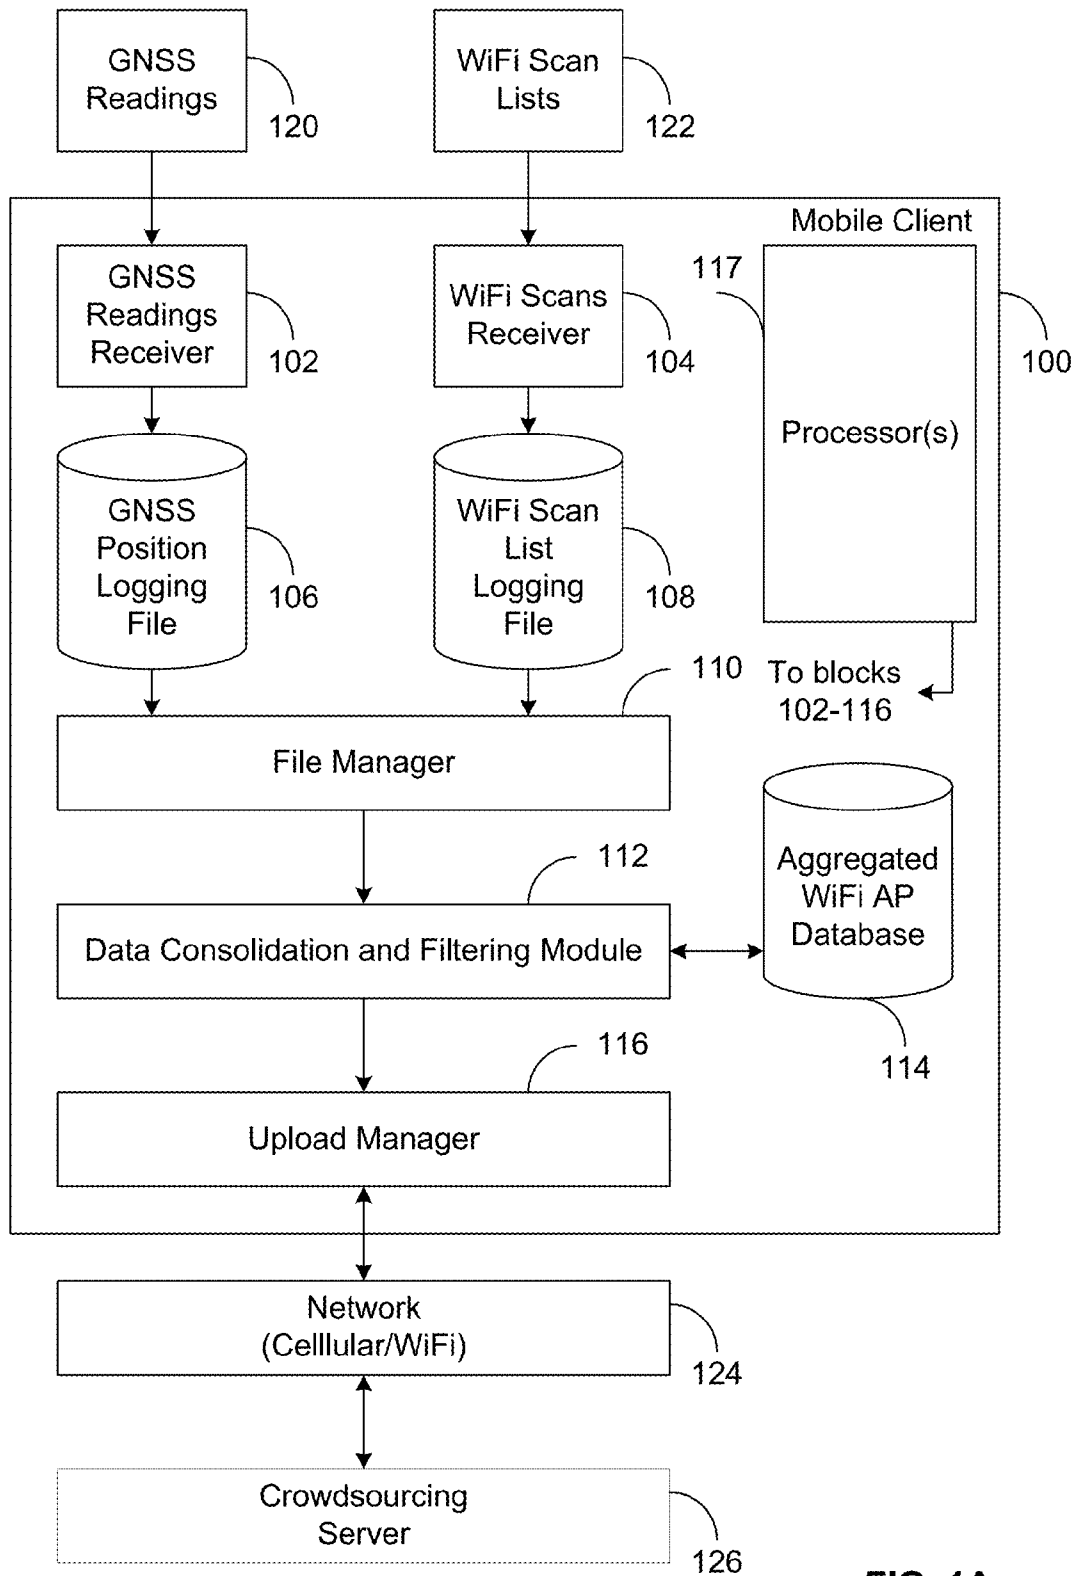 GNSS
Readings
120
WiFi Scan
Lists
122
Mobile Client
100
GNSS
Readings
Receiver
102
WiFi Scans
Receiver
104
117
Processor(s)
GNSS
Position
Logging
File
106
WiFi Scan
List
Logging
File
108
To blocks
102-116
110
File Manager
112
Data Consolidation and Filtering Module
Aggregated
WiFi AP
Database
114
116
Upload Manager
Network
(Celllular/WiFi)
124
Crowdsourcing
Server
126
FIG. 1A